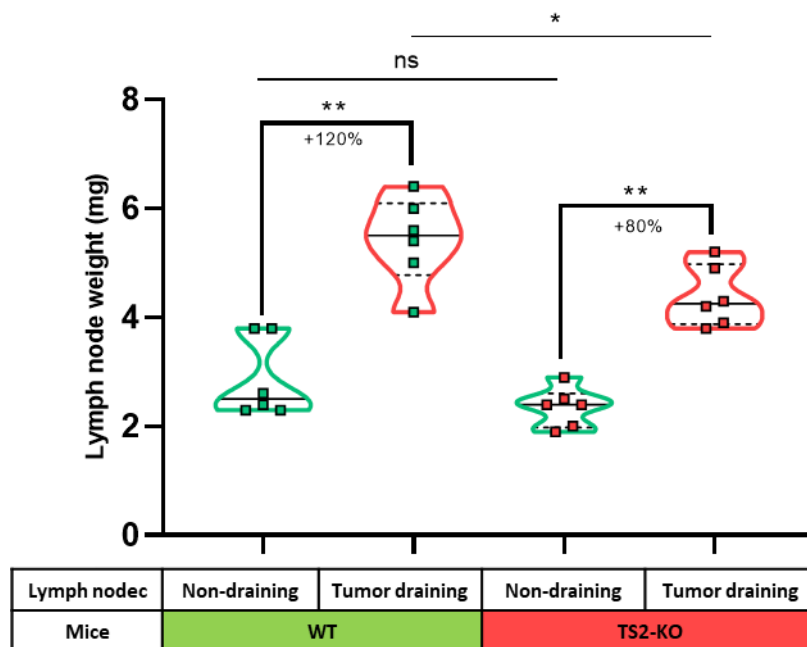 *
ns
8
**
+120%
6
**
+80%
4
2
0
Lymph node weight (mg)
Lymph nodec Non-draining Tumor draining Non-draining Tumor draining
Mice WT TS2-KO